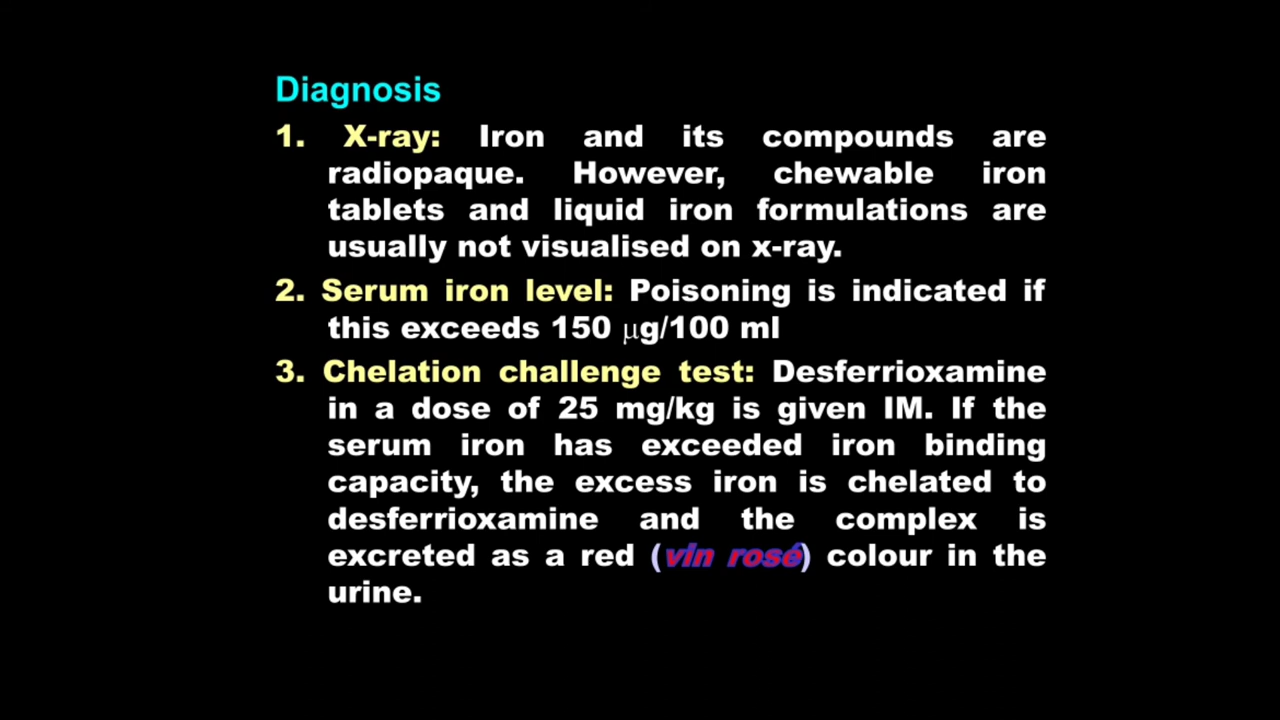 Diagnosis
1. X-ray: Iron and its compounds are
radiopaque. However, chewable iron
tablets and liquid iron formulations are
usually not visualised on x-ray.
2. Serum iron level: Poisoning is indicated if
this exceeds 150 μg/100 ml
3. Chelation challenge test: Desferrioxamine
in a dose of 25 mg/kg is given IM. If the
serum iron has exceeded iron binding
capacity, the excess iron is chelated to
desferrioxamine and the complex is
excreted as a red (vin rosé) colour in the
urine.